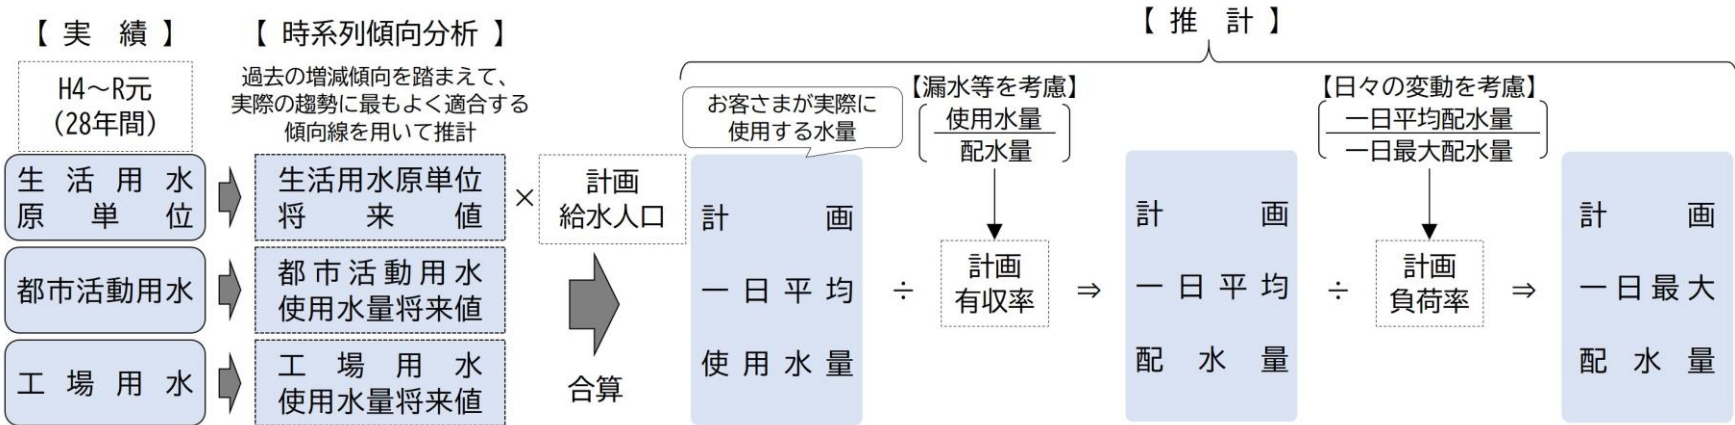 【 実 績 】
H4～R元
（28年間）
生活用水
原単位
都市活動用水
工場用水
【 時系列傾向分析 】
過去の増減傾向を踏まえて、
実際の趨勢に最もよく適合する
傾向線を用いて推計
生活用水原単位
将来値
×
計画
給水人口
都市活動用水
使用水量将来値
工場用水
使用水量将来値
合算
【 推 計 】
お客さまが実際に
使用する水量
計画
一日平均
使用水量
÷
【漏水等を考慮】
使用水量
配水量
計画
有収率
⇒
計画
一日平均
配水量
÷
【日々の変動を考慮】
一日平均配水量
一日最大配水量
計画
負荷率
⇒
計画
一日最大
配水量